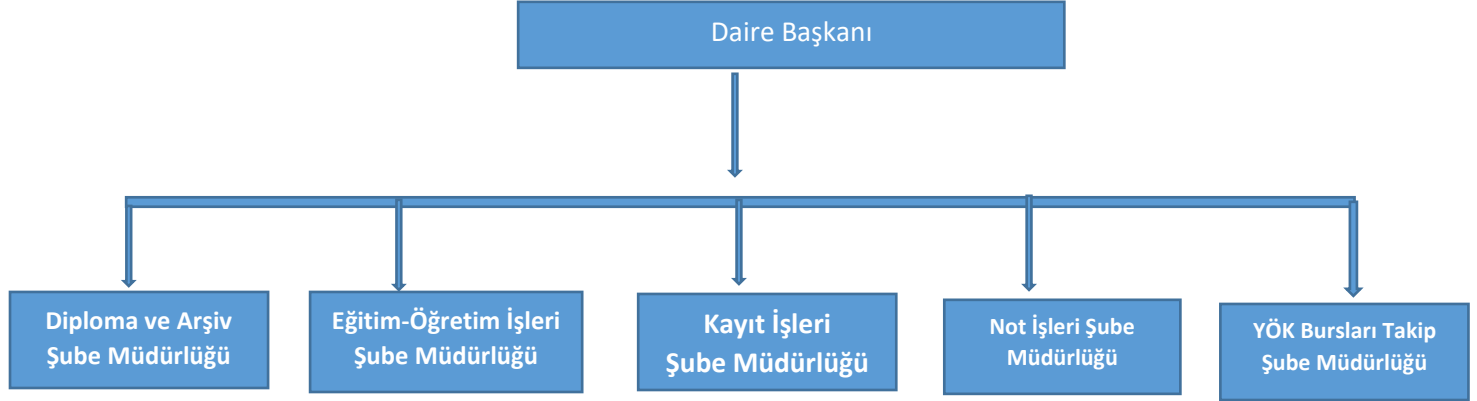 Daire Başkanı
Diploma ve Arşiv
Şube Müdürlüğü
Eğitim-Öğretim İşleri
Şube Müdürlüğü
Kayıt İşleri
Şube Müdürlüğü
Not İşleri Şube
Müdürlüğü
YÖK Bursları Takip
Şube Müdürlüğü